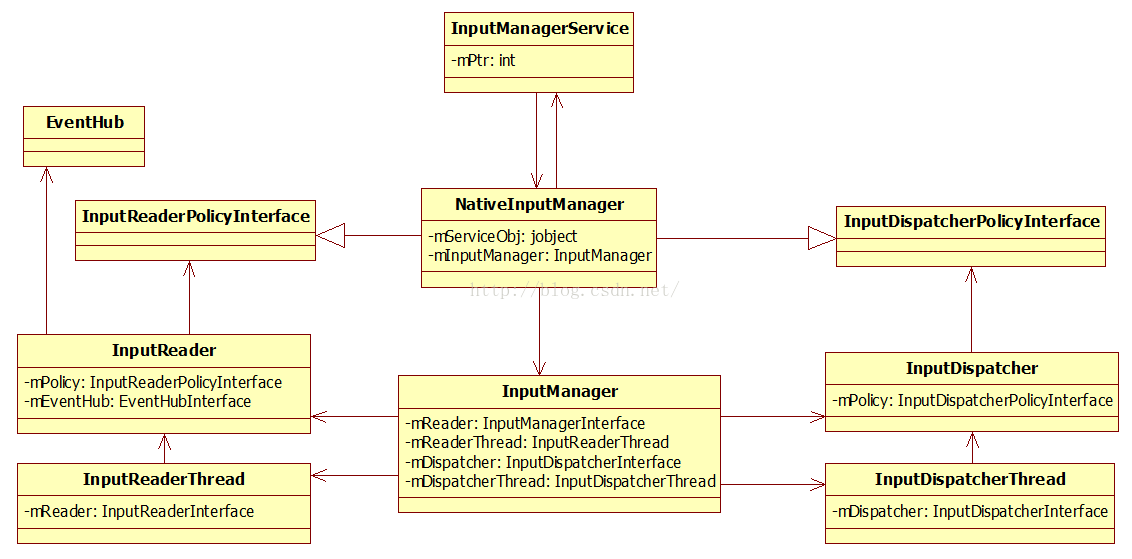 InputManagerService
-mPtr: int
EventHub
InputReaderPolicyInterface
NativeInputManager
-mServiceObj: jobject
-mInputManager: InputManager
InputDispatcherPolicyInterface
http://blog.csdn.net/
InputReader
-mPolicy: InputReaderPolicyInterface
-mEventHub: EventHubInterface
InputManager
-mReader: InputManagerInterface
-mReaderThread: InputReaderThread
-mDispatcher: InputDispatcherInterface
-mDispatcherThread: InputDispatcherThread
InputDispatcher
-mPolicy: InputDispatcherPolicyInterface
InputReaderThread
-mReader: InputReaderInterface
InputDispatcherThread
-mDispatcher: InputDispatcherInterface